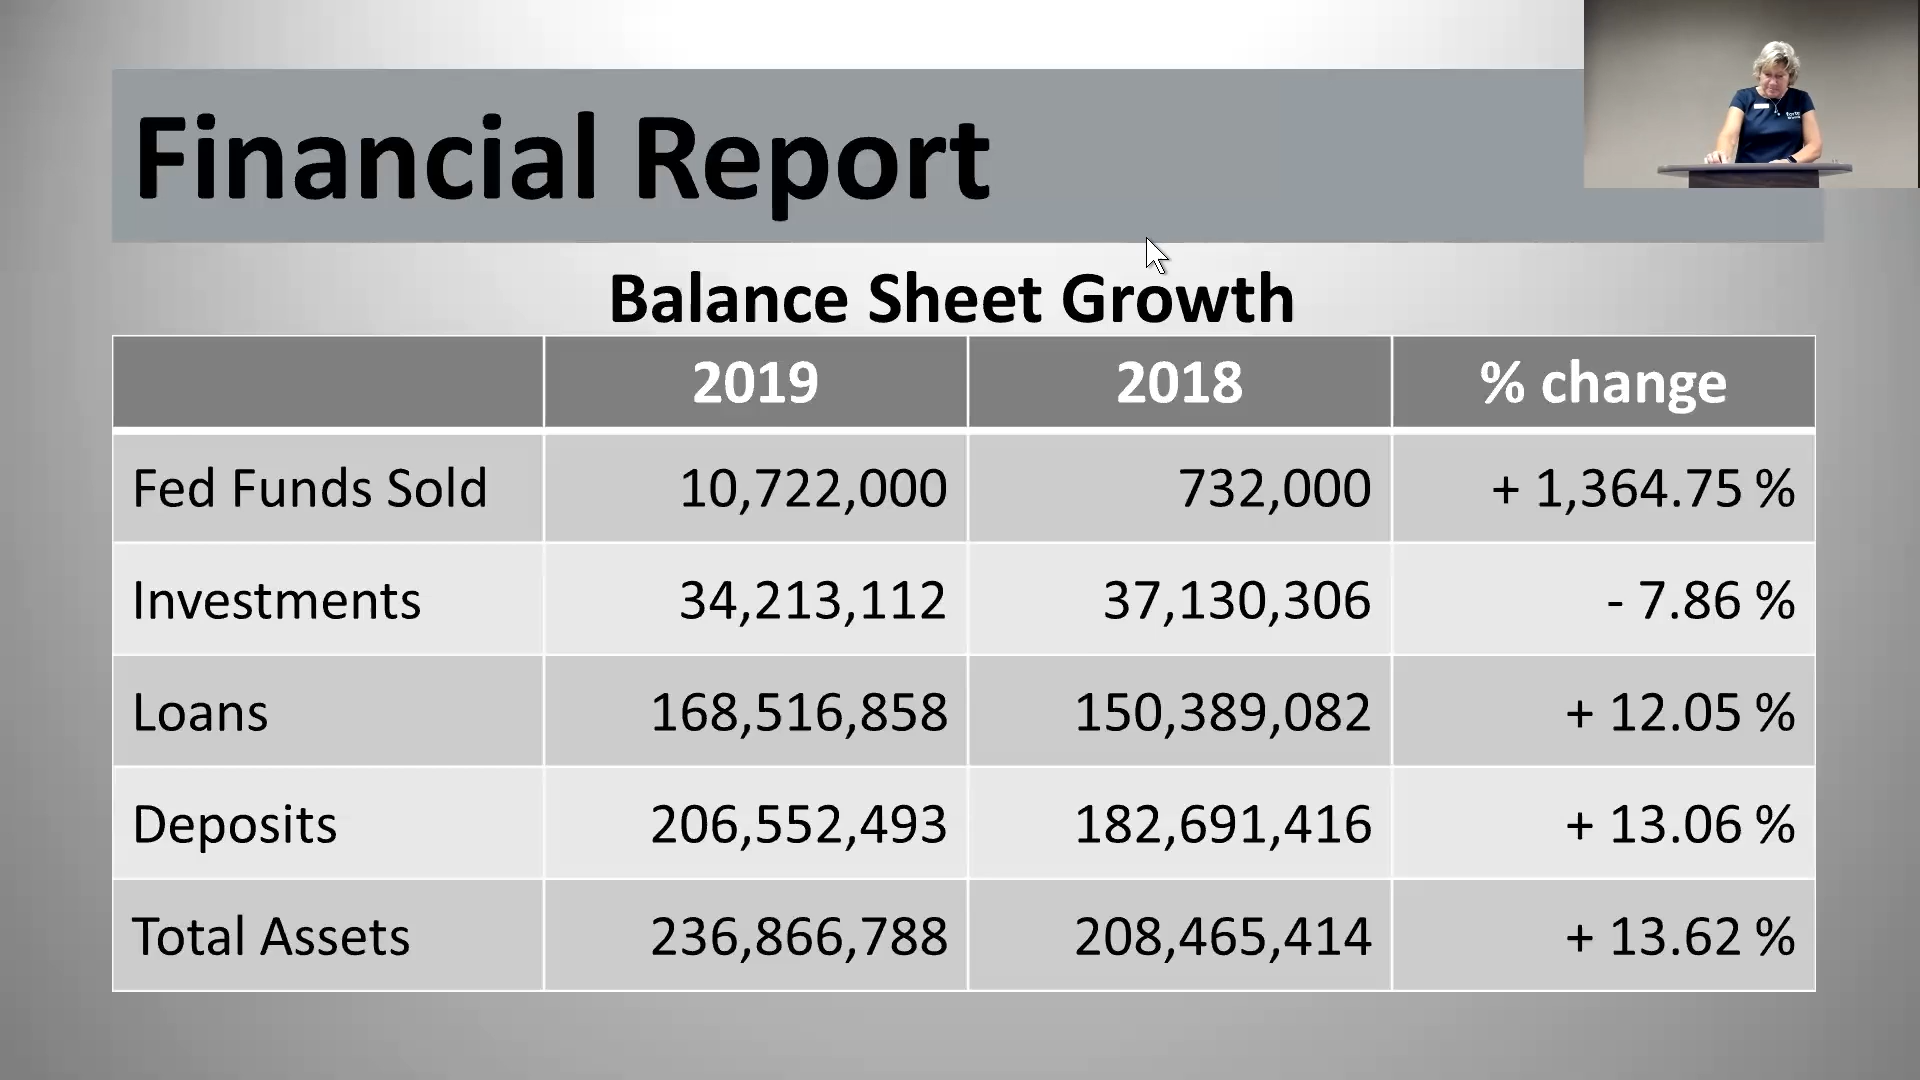 Financial Report
Balance Sheet Growth
2019 2018 % change
Fed Funds Sold 10,722,000 732,000 + 1,364.75 %
Investments 34,213,112 37,130,306 - 7.86 %
Loans 168,516,858 150,389,082 + 12.05 %
Deposits 206,552,493 182,691,416 + 13.06 %
Total Assets 236,866,788 208,465,414 + 13.62 %